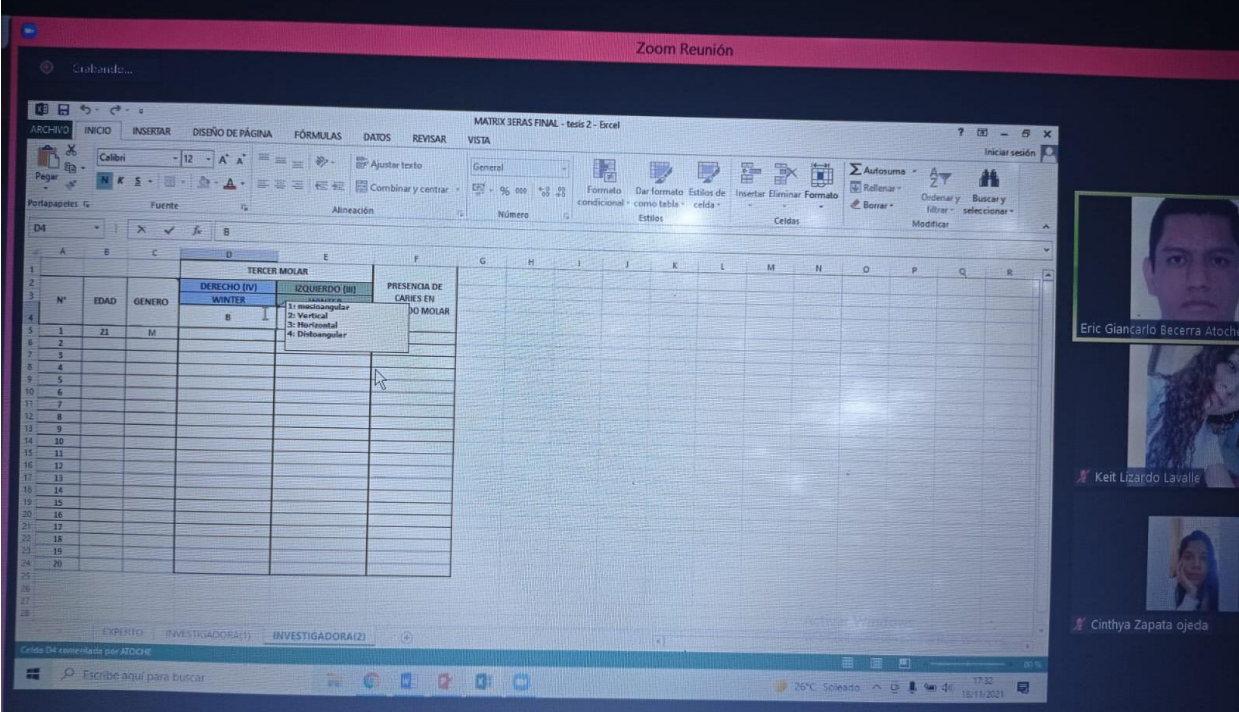 Zoom Reunión
Grabando...
MATRIX 3ERAS FINAL - tesis 2 - Excel
ARCHIVO INICIO INSERTAR DISEÑO DE PÁGINA FÓRMULAS DATOS REVISAR VISTA
Iniciar sesión
Pegar
Calibri 12
N K S
Ajustar texto
Combinar y centrar
General
% 000
Formato condicional
Dar formato como tabla
Estilos de celda
Insertar Eliminar Formato
Autosuma
Rellenar
Borrar
Ordenar y filtrar
Buscar y seleccionar
Portapapeles Fuente Alineación Número Estilos Celdas Modificar
D4 fx B
A B C D E F G H I J K L M N O P Q R
TERCER MOLAR
DERECHO (IV) IZQUIERDO (III)
WINTER WINTER
N° EDAD GENERO
PRESENCIA DE
CARIES EN
DO MOLAR
B
1: mesioangular
2: Vertical
3: Horizontal
4: Distoangular
1 21 M
2
3
4
5
6
7
8
9
10
11
12
13
14
15
16
17
18
19
20
EXPERTO INVESTIGADORA(1) INVESTIGADORA(2)
Celda D4 comentada por ATOCHE
80 %
Escribe aquí para buscar
26°C Soleado
17:32
Eric Giancarlo Becerra Atoche
Keit Lizardo Lavalle
Cinthya Zapata ojeda